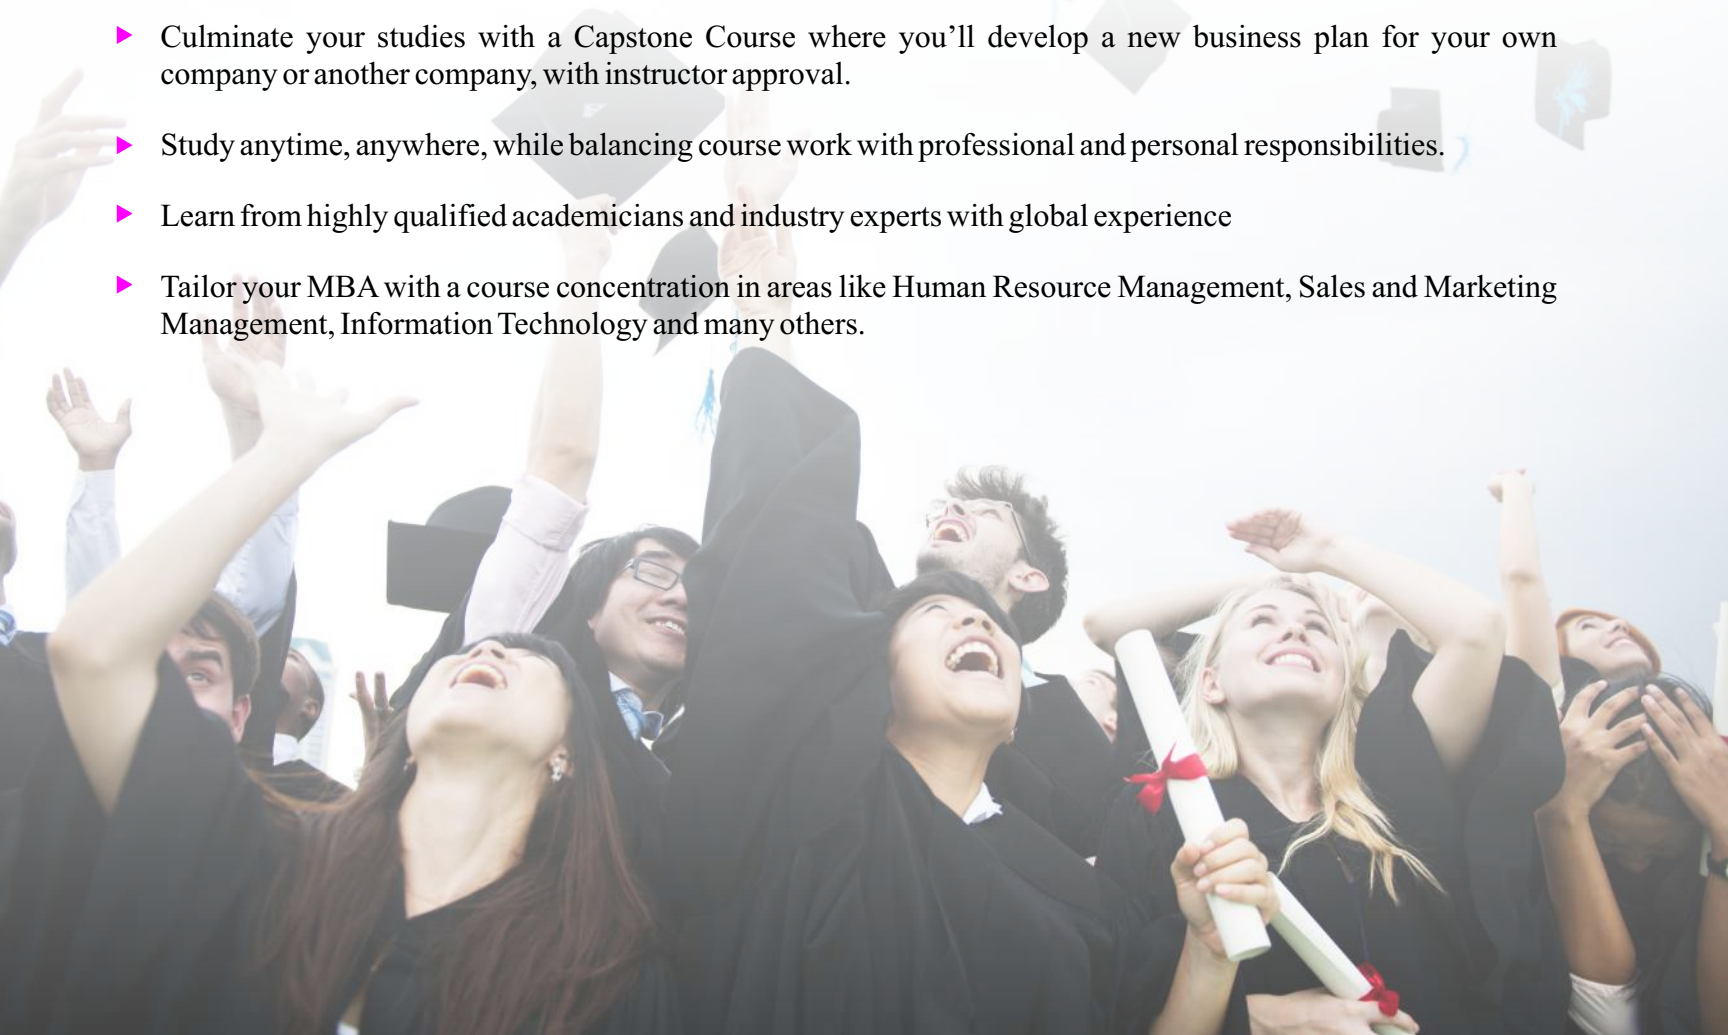 Culminate your studies with a Capstone Course where you’ll develop a new business plan for your own
company or another company, with instructor approval.
Study anytime, anywhere, while balancing course work with professional and personal responsibilities.
Learn from highly qualified academicians and industry experts with global experience
Tailor your MBA with a course concentration in areas like Human Resource Management, Sales and Marketing
Management, Information Technology and many others.